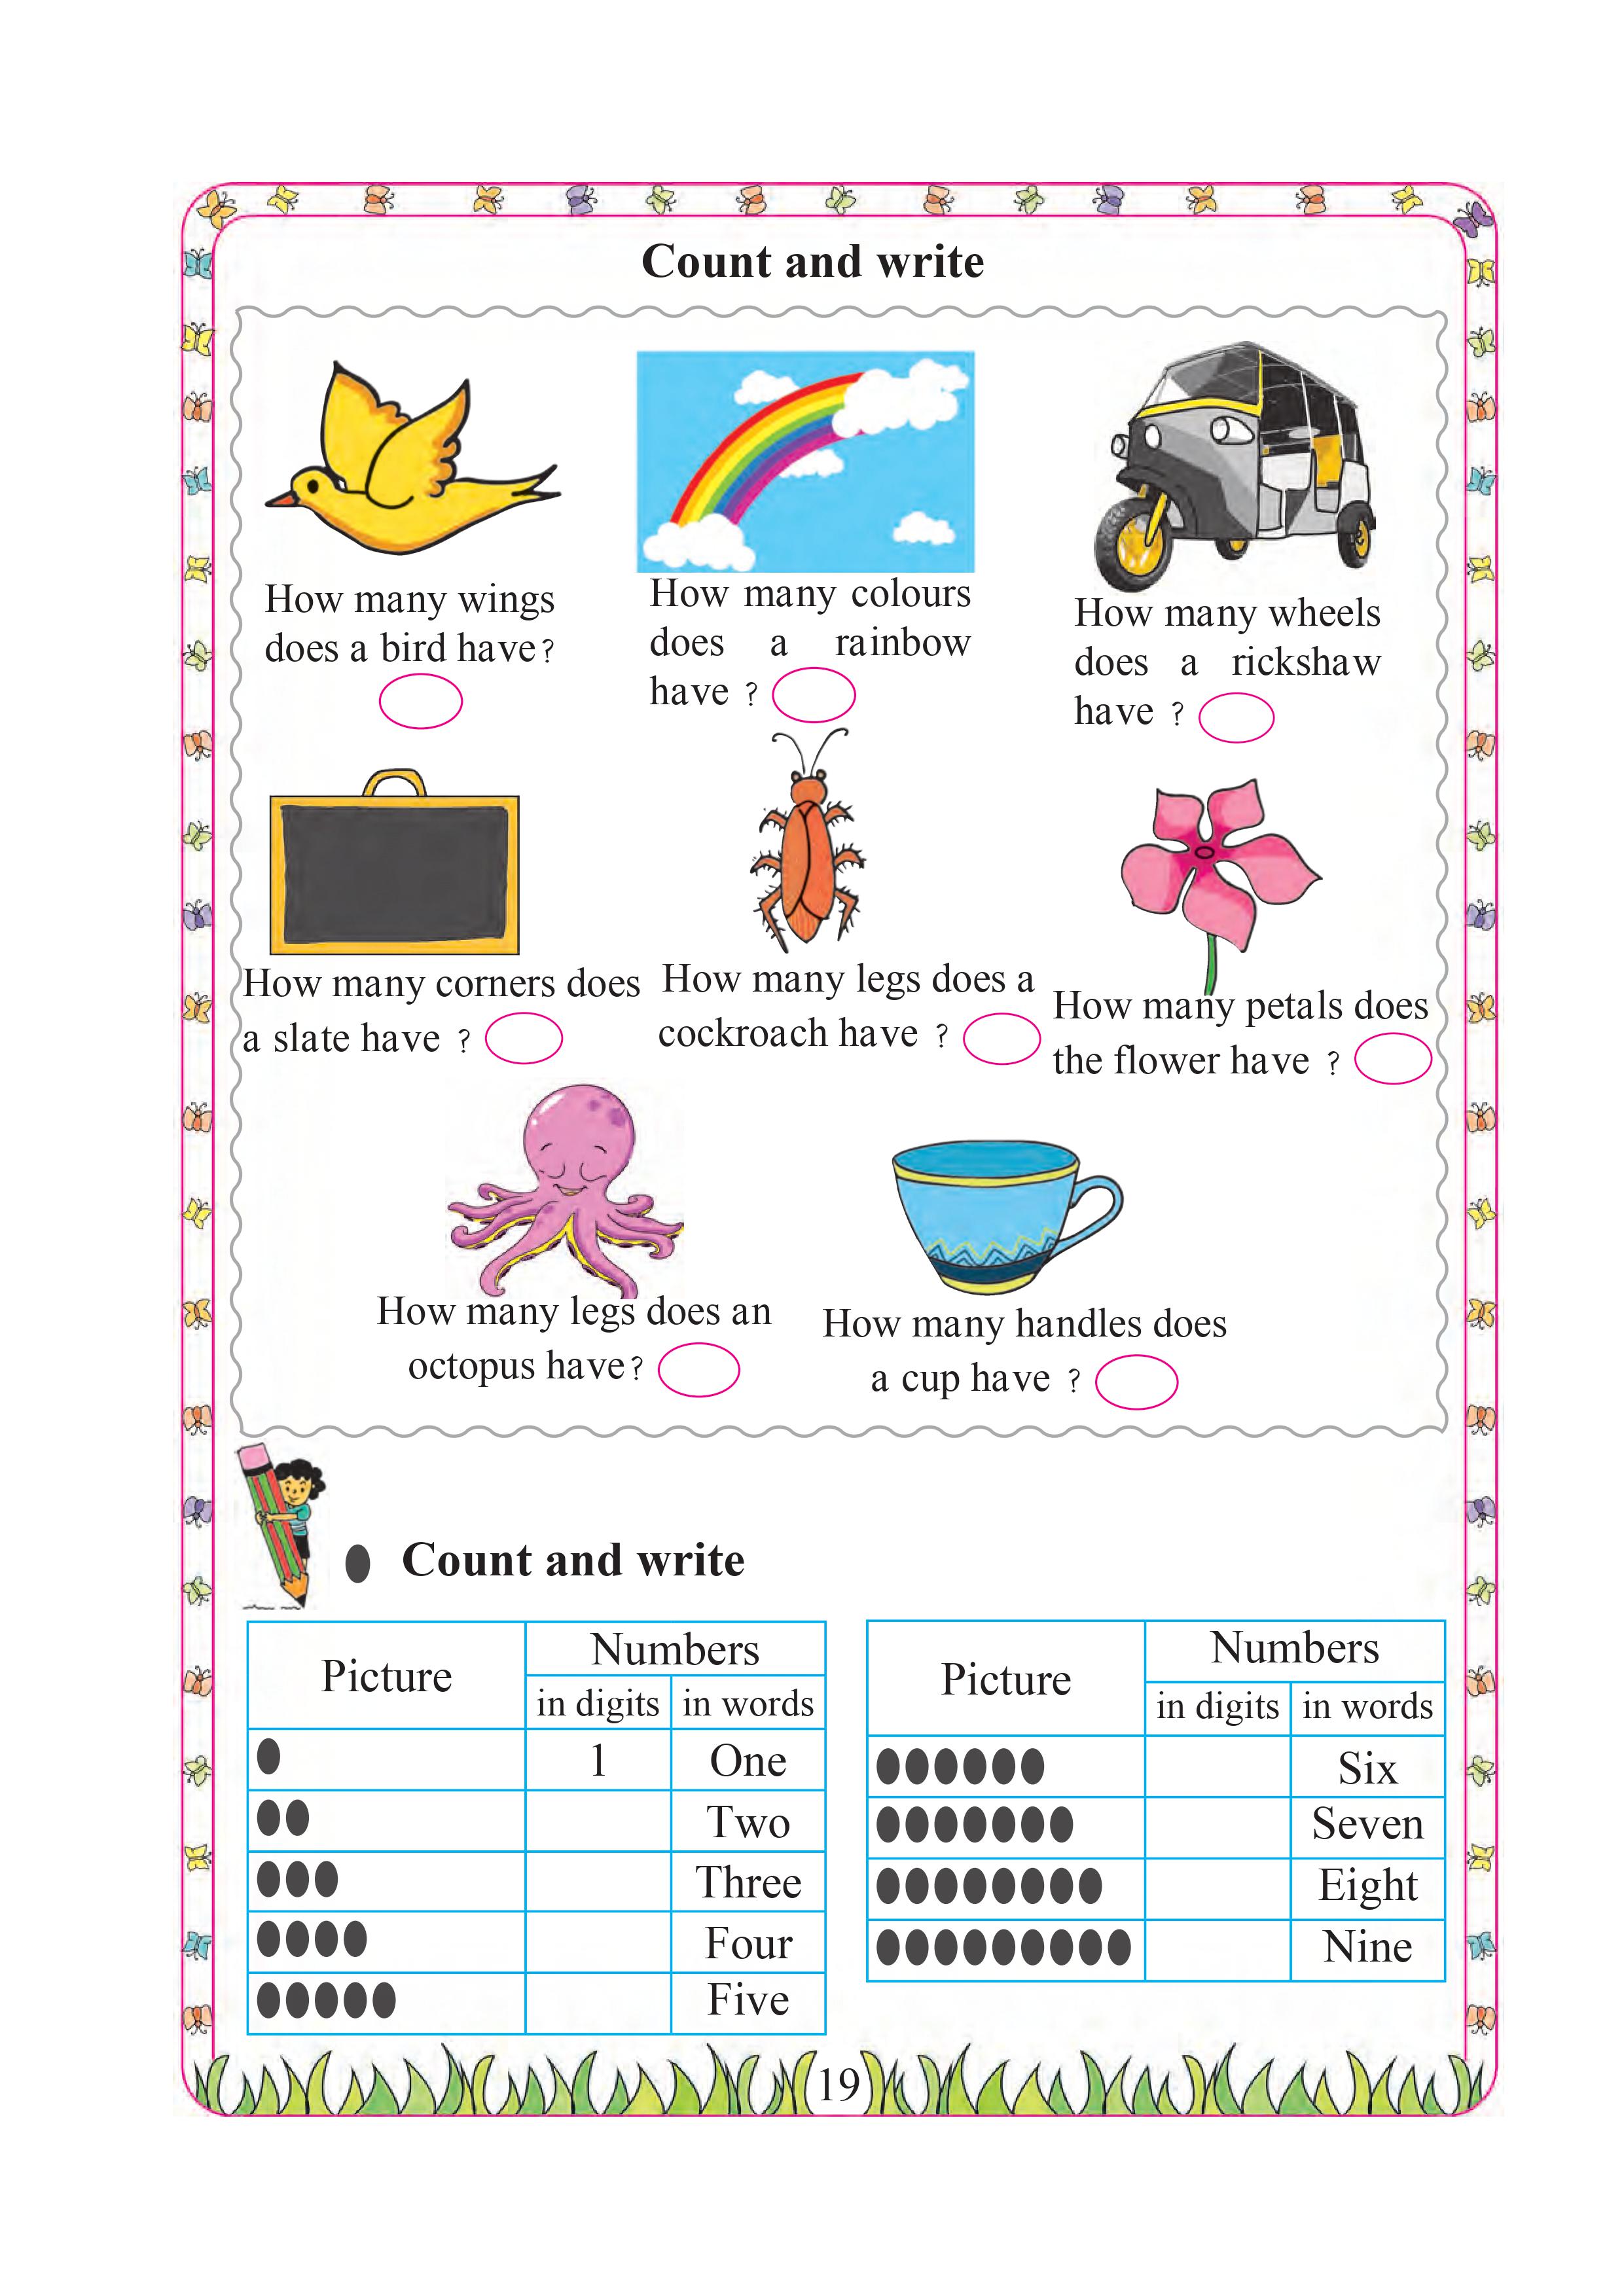 Count and write
How many wings
does a bird have?
How many colours
does a rainbow
have ?
How many wheels
does a rickshaw
have ?
How many corners does
a slate have ?
How many legs does a
cockroach have ?
How many petals does
the flower have ?
How many legs does an
octopus have?
How many handles does
a cup have ?
Count and write
Picture
Numbers
in digits in words
1 One
Two
Three
Four
Five
Picture
Numbers
in digits in words
Six
Seven
Eight
Nine
19